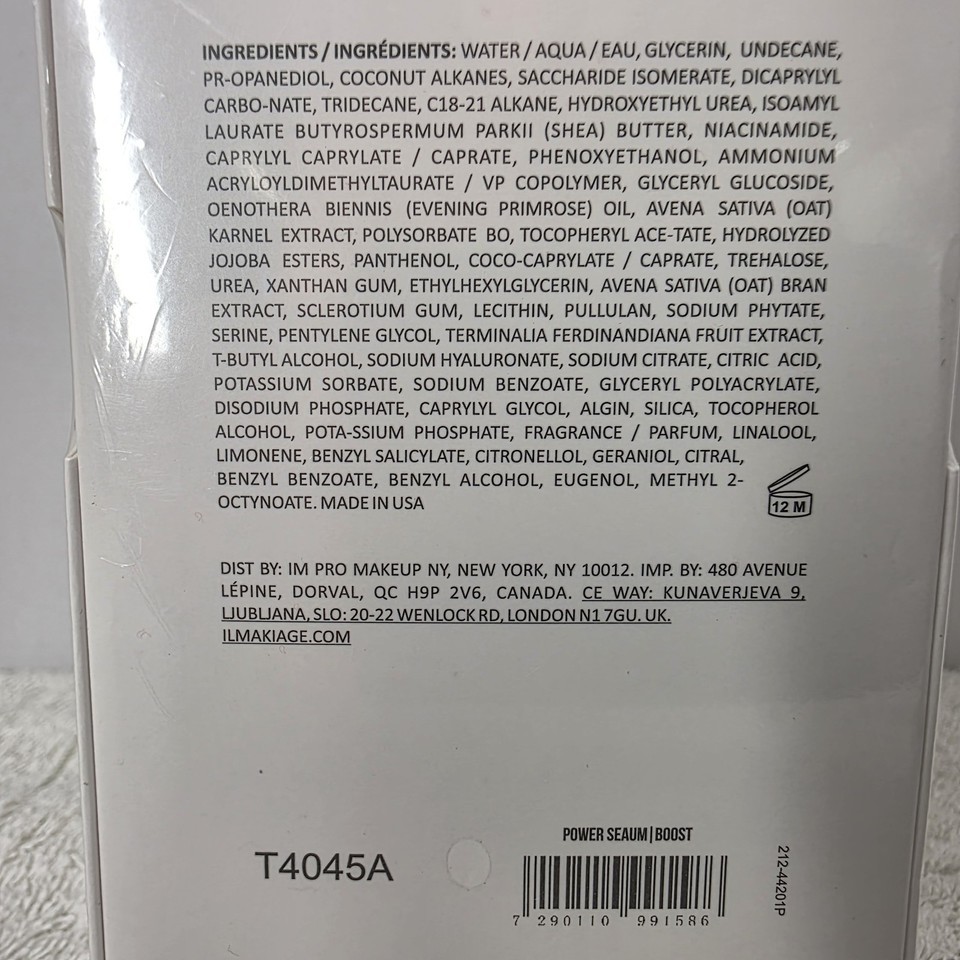 INGREDIENTS / INGRÉDIENTS: WATER / AQUA / EAU, GLYCERIN, UNDECANE,
PR-OPANEDIOL, COCONUT ALKANES, SACCHARIDE ISOMERATE, DICAPRYLYL
CARBO-NATE, TRIDECANE, C18-21 ALKANE, HYDROXYETHYL UREA, ISOAMYL
LAURATE BUTYROSPERMUM PARKII (SHEA) BUTTER, NIACINAMIDE,
CAPRYLYL CAPRYLATE / CAPRATE, PHENOXYETHANOL, AMMONIUM
ACRYLOYLDIMETHYLTAURATE / VP COPOLYMER, GLYCERYL GLUCOSIDE,
OENOTHERA BIENNIS (EVENING PRIMROSE) OIL, AVENA SATIVA (OAT)
KARNEL EXTRACT, POLYSORBATE BO, TOCOPHERYL ACE-TATE, HYDROLYZED
JOJOBA ESTERS, PANTHENOL, COCO-CAPRYLATE / CAPRATE, TREHALOSE,
UREA, XANTHAN GUM, ETHYLHEXYLGLYCERIN, AVENA SATIVA (OAT) BRAN
EXTRACT, SCLEROTIUM GUM, LECITHIN, PULLULAN, SODIUM PHYTATE,
SERINE, PENTYLENE GLYCOL, TERMINALIA FERDINANDIANA FRUIT EXTRACT,
T-BUTYL ALCOHOL, SODIUM HYALURONATE, SODIUM CITRATE, CITRIC ACID,
POTASSIUM SORBATE, SODIUM BENZOATE, GLYCERYL POLYACRYLATE,
DISODIUM PHOSPHATE, CAPRYLYL GLYCOL, ALGIN, SILICA, TOCOPHEROL
ALCOHOL, POTA-SSIUM PHOSPHATE, FRAGRANCE / PARFUM, LINALOOL,
LIMONENE, BENZYL SALICYLATE, CITRONELLOL, GERANIOL, CITRAL,
BENZYL BENZOATE, BENZYL ALCOHOL, EUGENOL, METHYL 2-
OCTYNOATE. MADE IN USA
12 M
DIST BY: IM PRO MAKEUP NY, NEW YORK, NY 10012. IMP. BY: 480 AVENUE
LÉPINE, DORVAL, QC H9P 2V6, CANADA. CE WAY: KUNAVERJEVA 9,
LJUBLJANA, SLO: 20-22 WENLOCK RD, LONDON N1 7GU. UK.
ILMAKIAGE.COM
POWER SEAUM|BOOST
T4045A
7 290110 991586
212-44201P